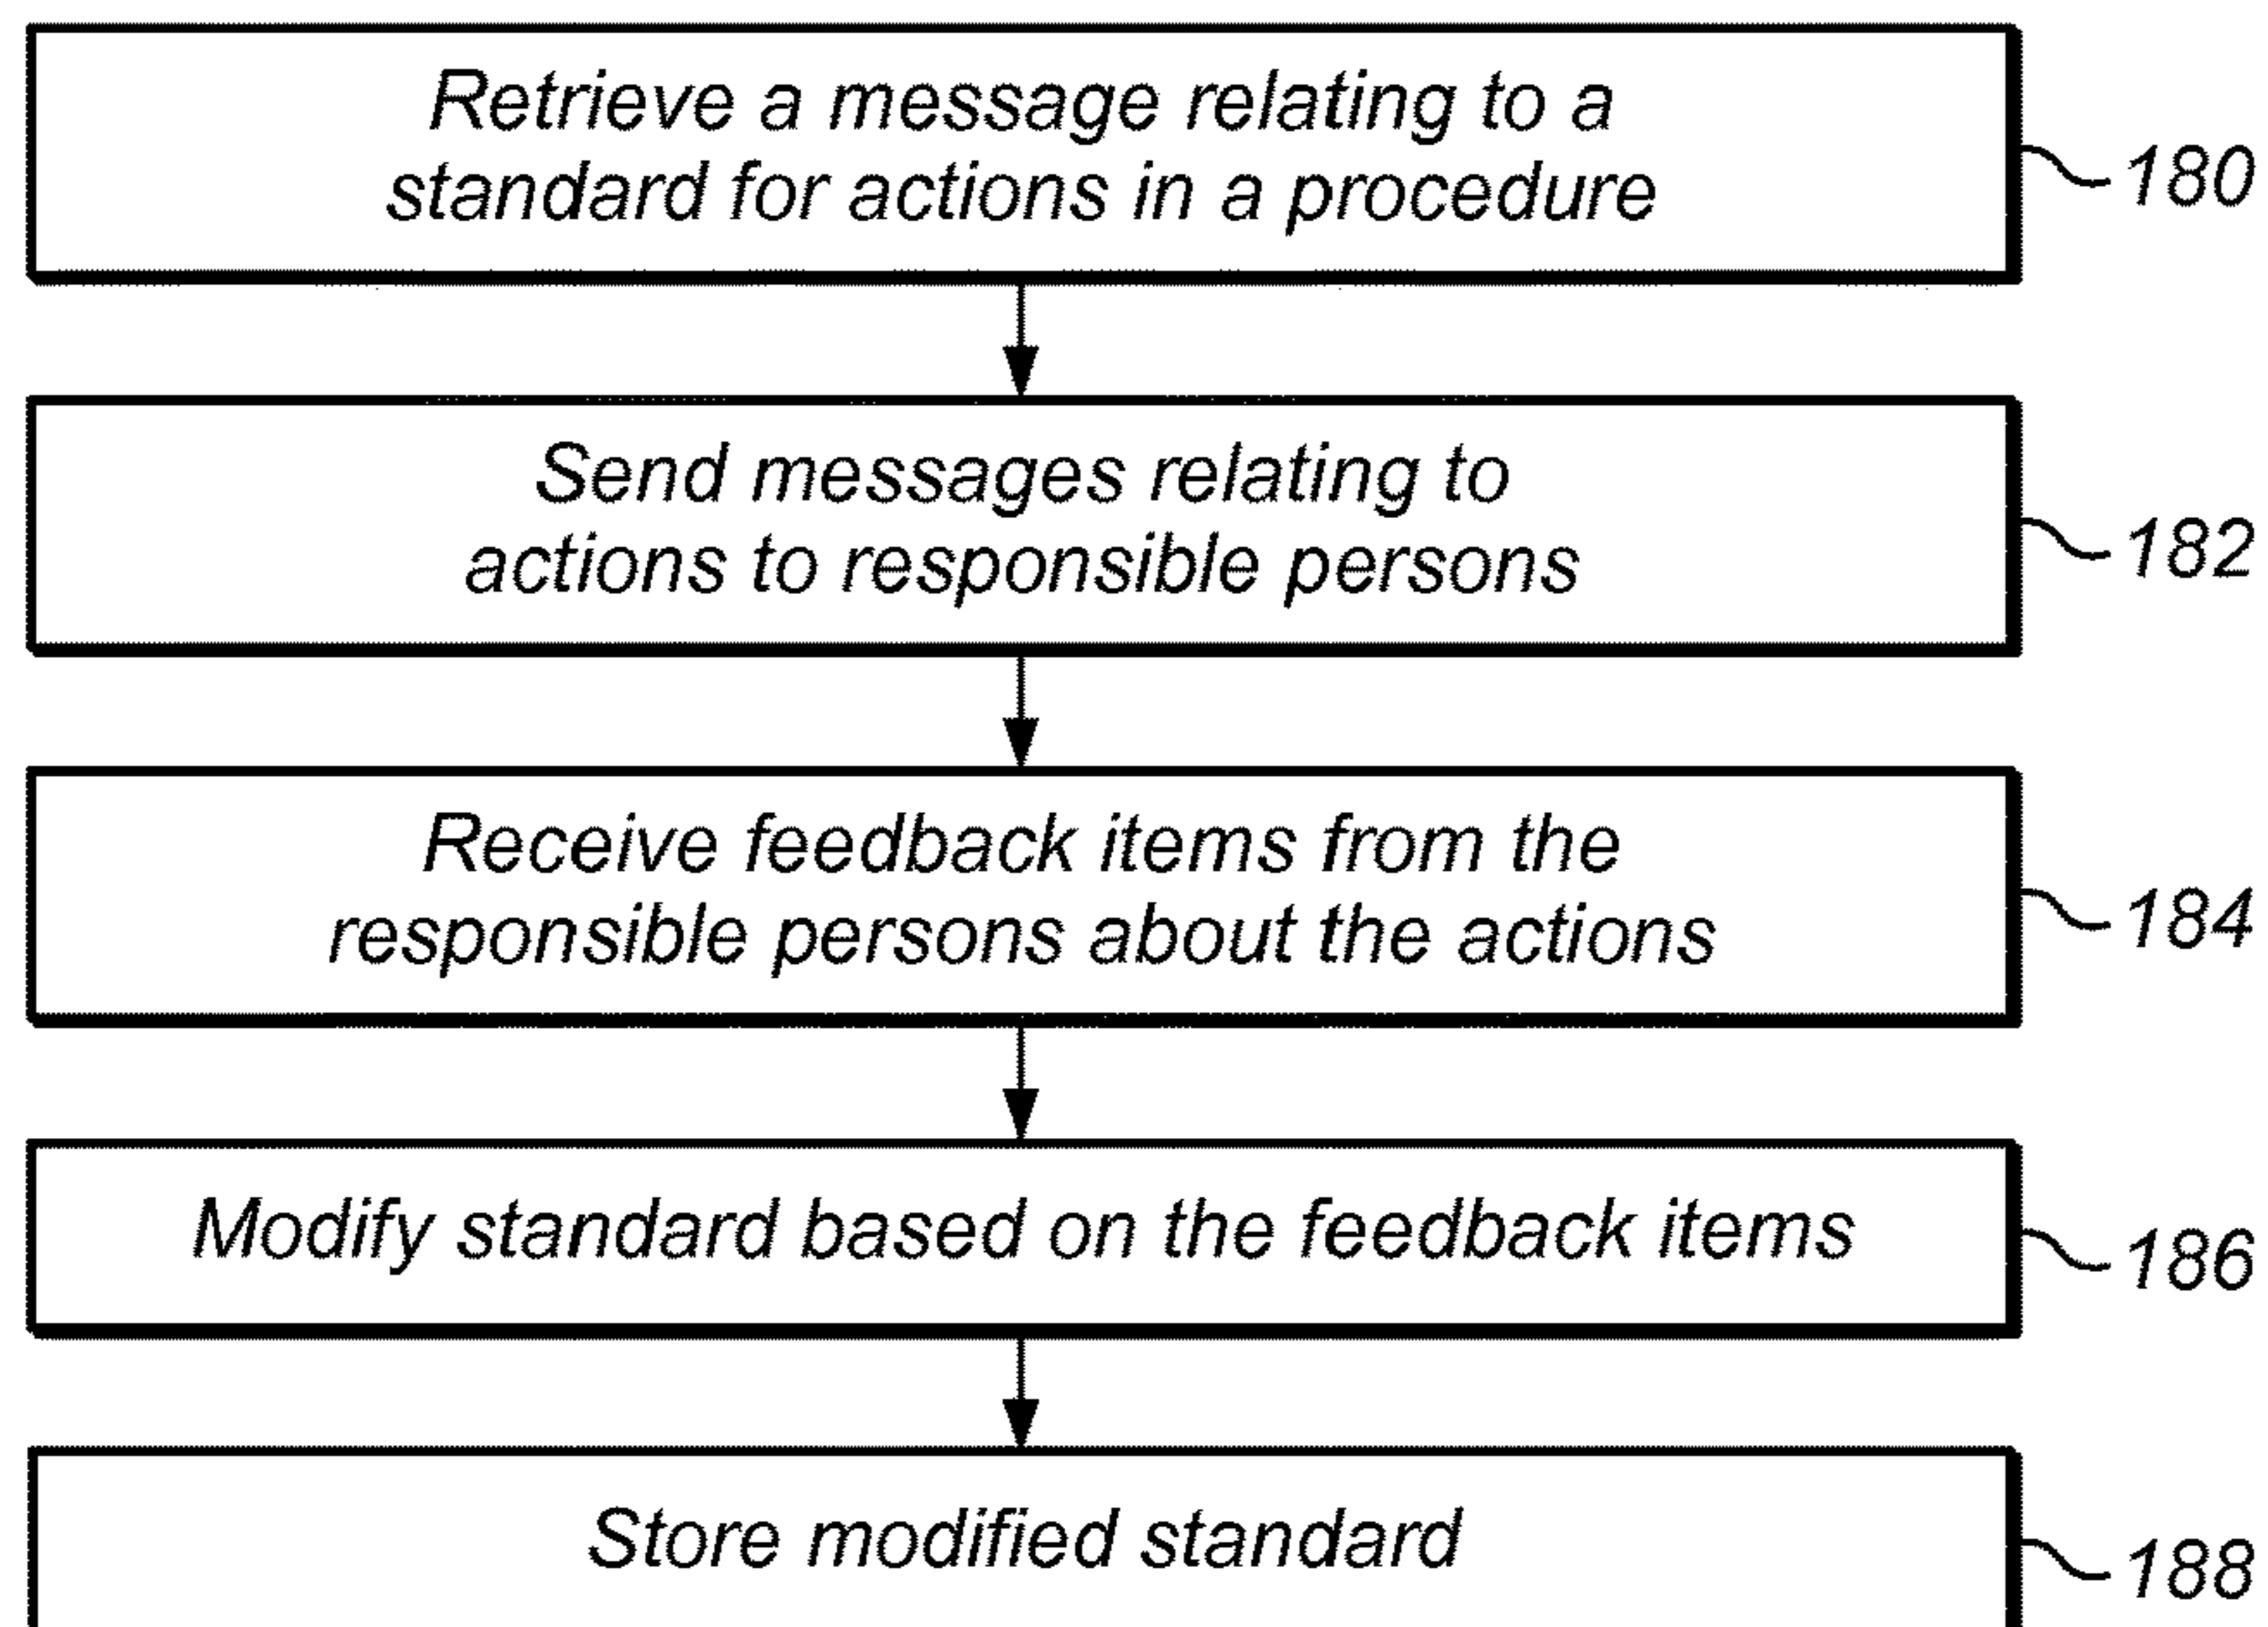 Retrieve a message relating to a
standard for actions in a procedure
180
Send messages relating to
actions to responsible persons
182
Receive feedback items from the
responsible persons about the actions
184
Modify standard based on the feedback items
186
Store modified standard
188